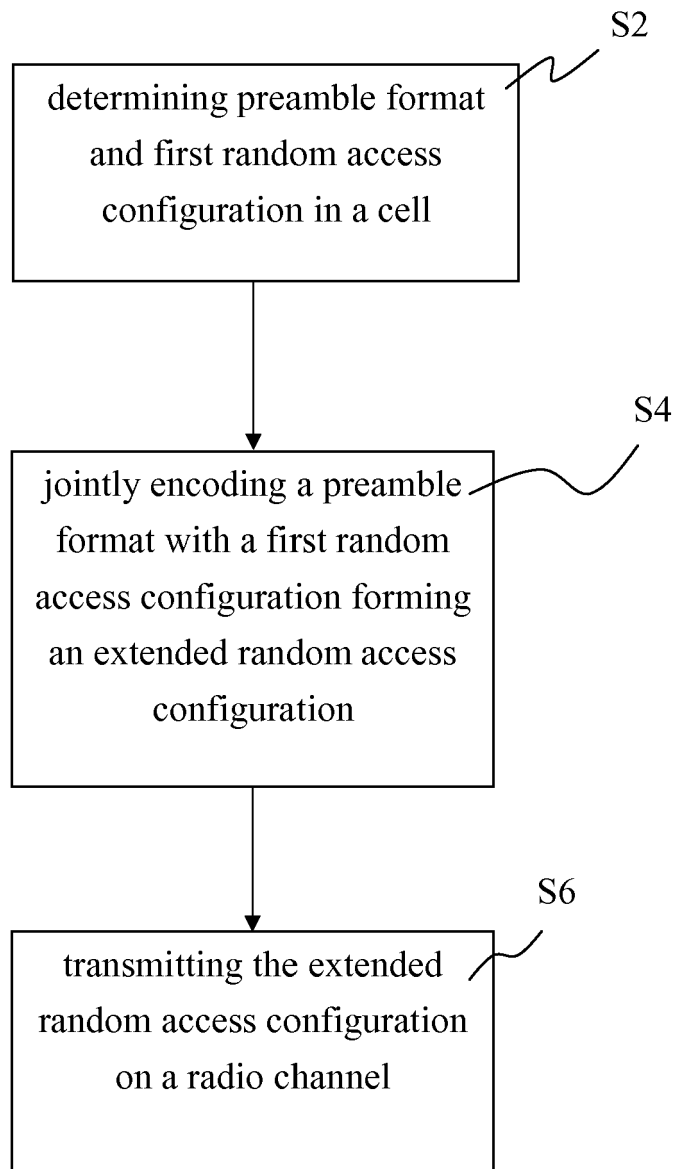 S2
determining preamble format
and first random access
configuration in a cell
S4
jointly encoding a preamble
format with a first random
access configuration forming
an extended random access
configuration
S6
transmitting the extended
random access configuration
on a radio channel